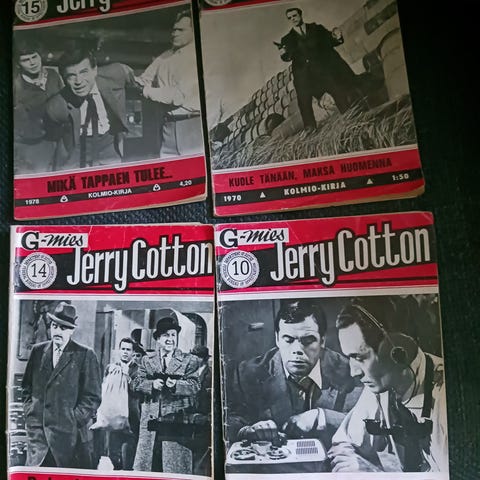 15
Jerry
MIKÄ TAPPAEN TULEE..
1978 KOLMIO-KIRJA 4,20
KUOLE TÄNÄÄN, MAKSA HUOMENNA
1970 KOLMIO-KIRJA 1:50
G-mies
14
Jerry Cotton
G-mies
10
Jerry Cotton